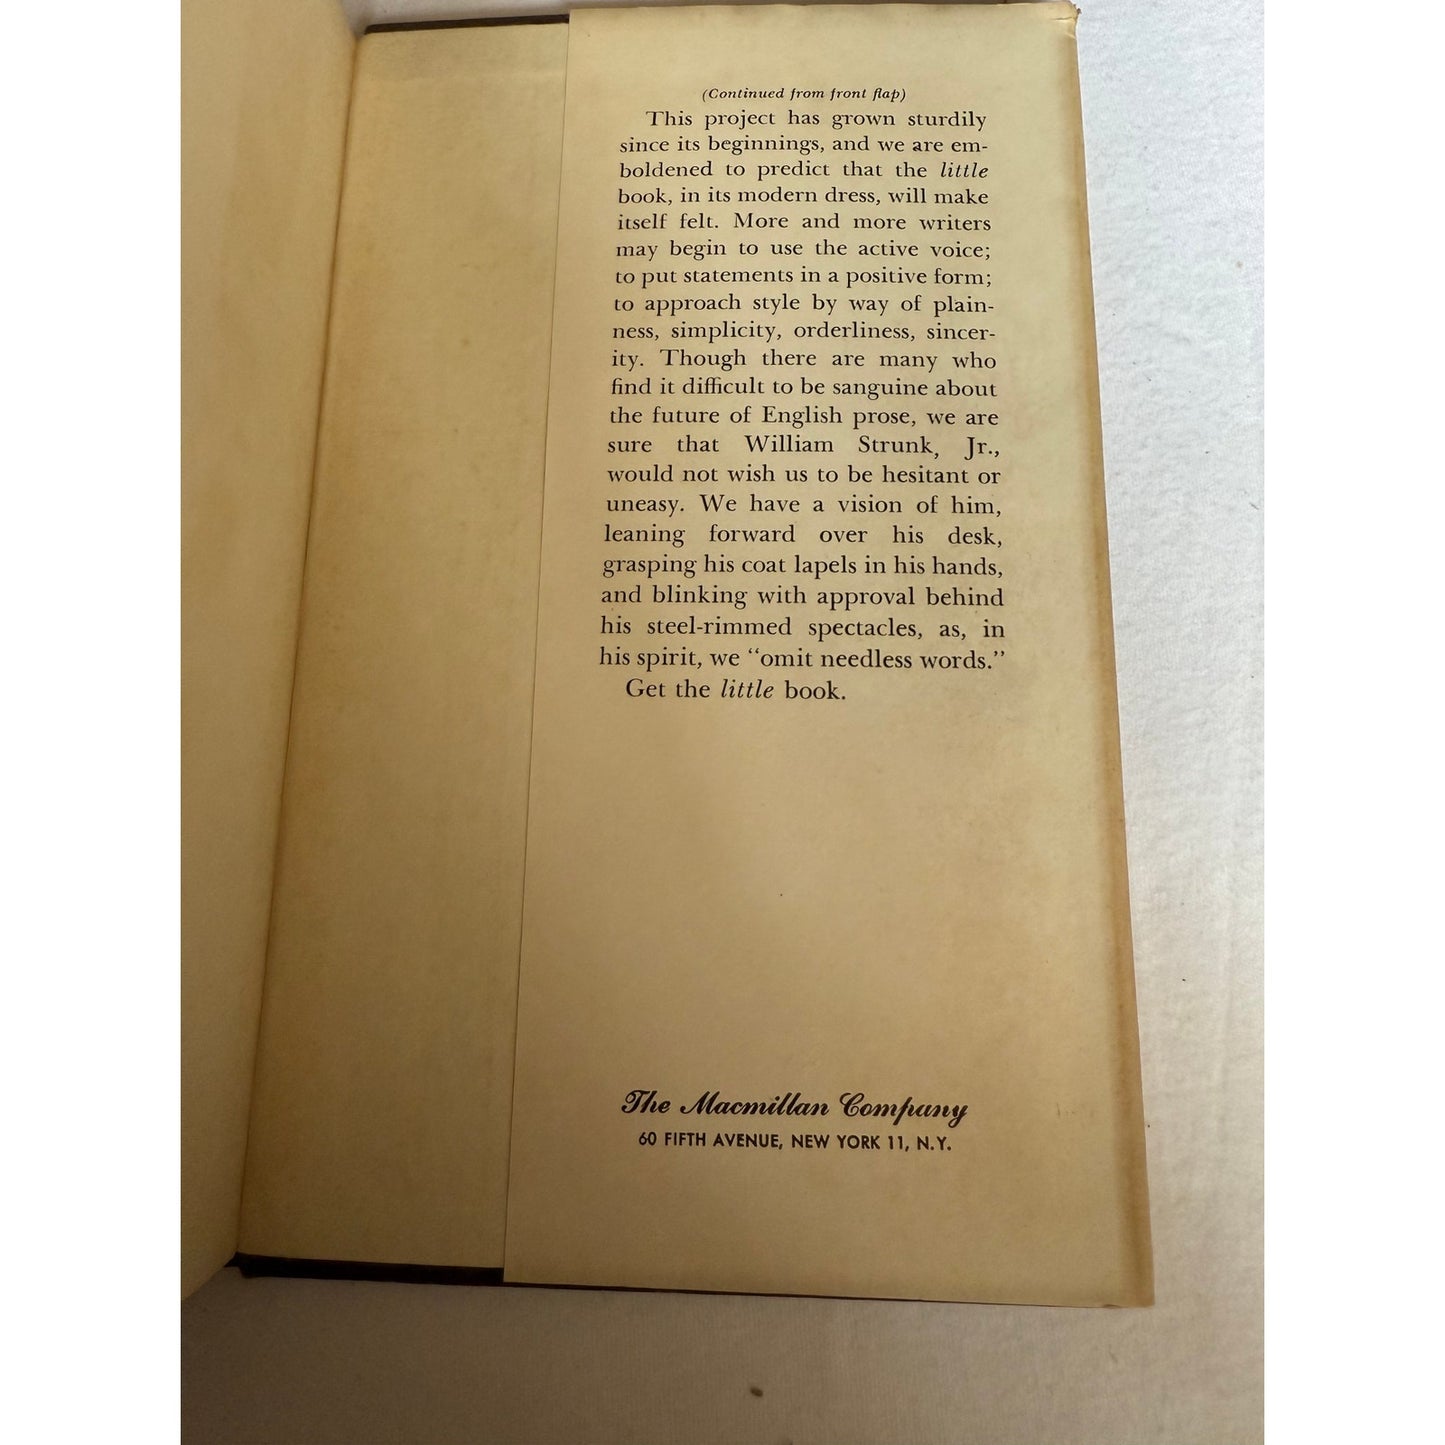 (Continued from front flap)
This project has grown sturdily
since its beginnings, and we are em-
boldened to predict that the little
book, in its modern dress, will make
itself felt. More and more writers
may begin to use the active voice;
to put statements in a positive form;
to approach style by way of plain-
ness, simplicity, orderliness, sincer-
ity. Though there are many who
find it difficult to be sanguine about
the future of English prose, we are
sure that William Strunk, Jr.,
would not wish us to be hesitant or
uneasy. We have a vision of him,
leaning forward over his desk,
grasping his coat lapels in his hands,
and blinking with approval behind
his steel-rimmed spectacles, as, in
his spirit, we “omit needless words.”
Get the little book.
The Macmillan Company
60 FIFTH AVENUE, NEW YORK 11, N.Y.